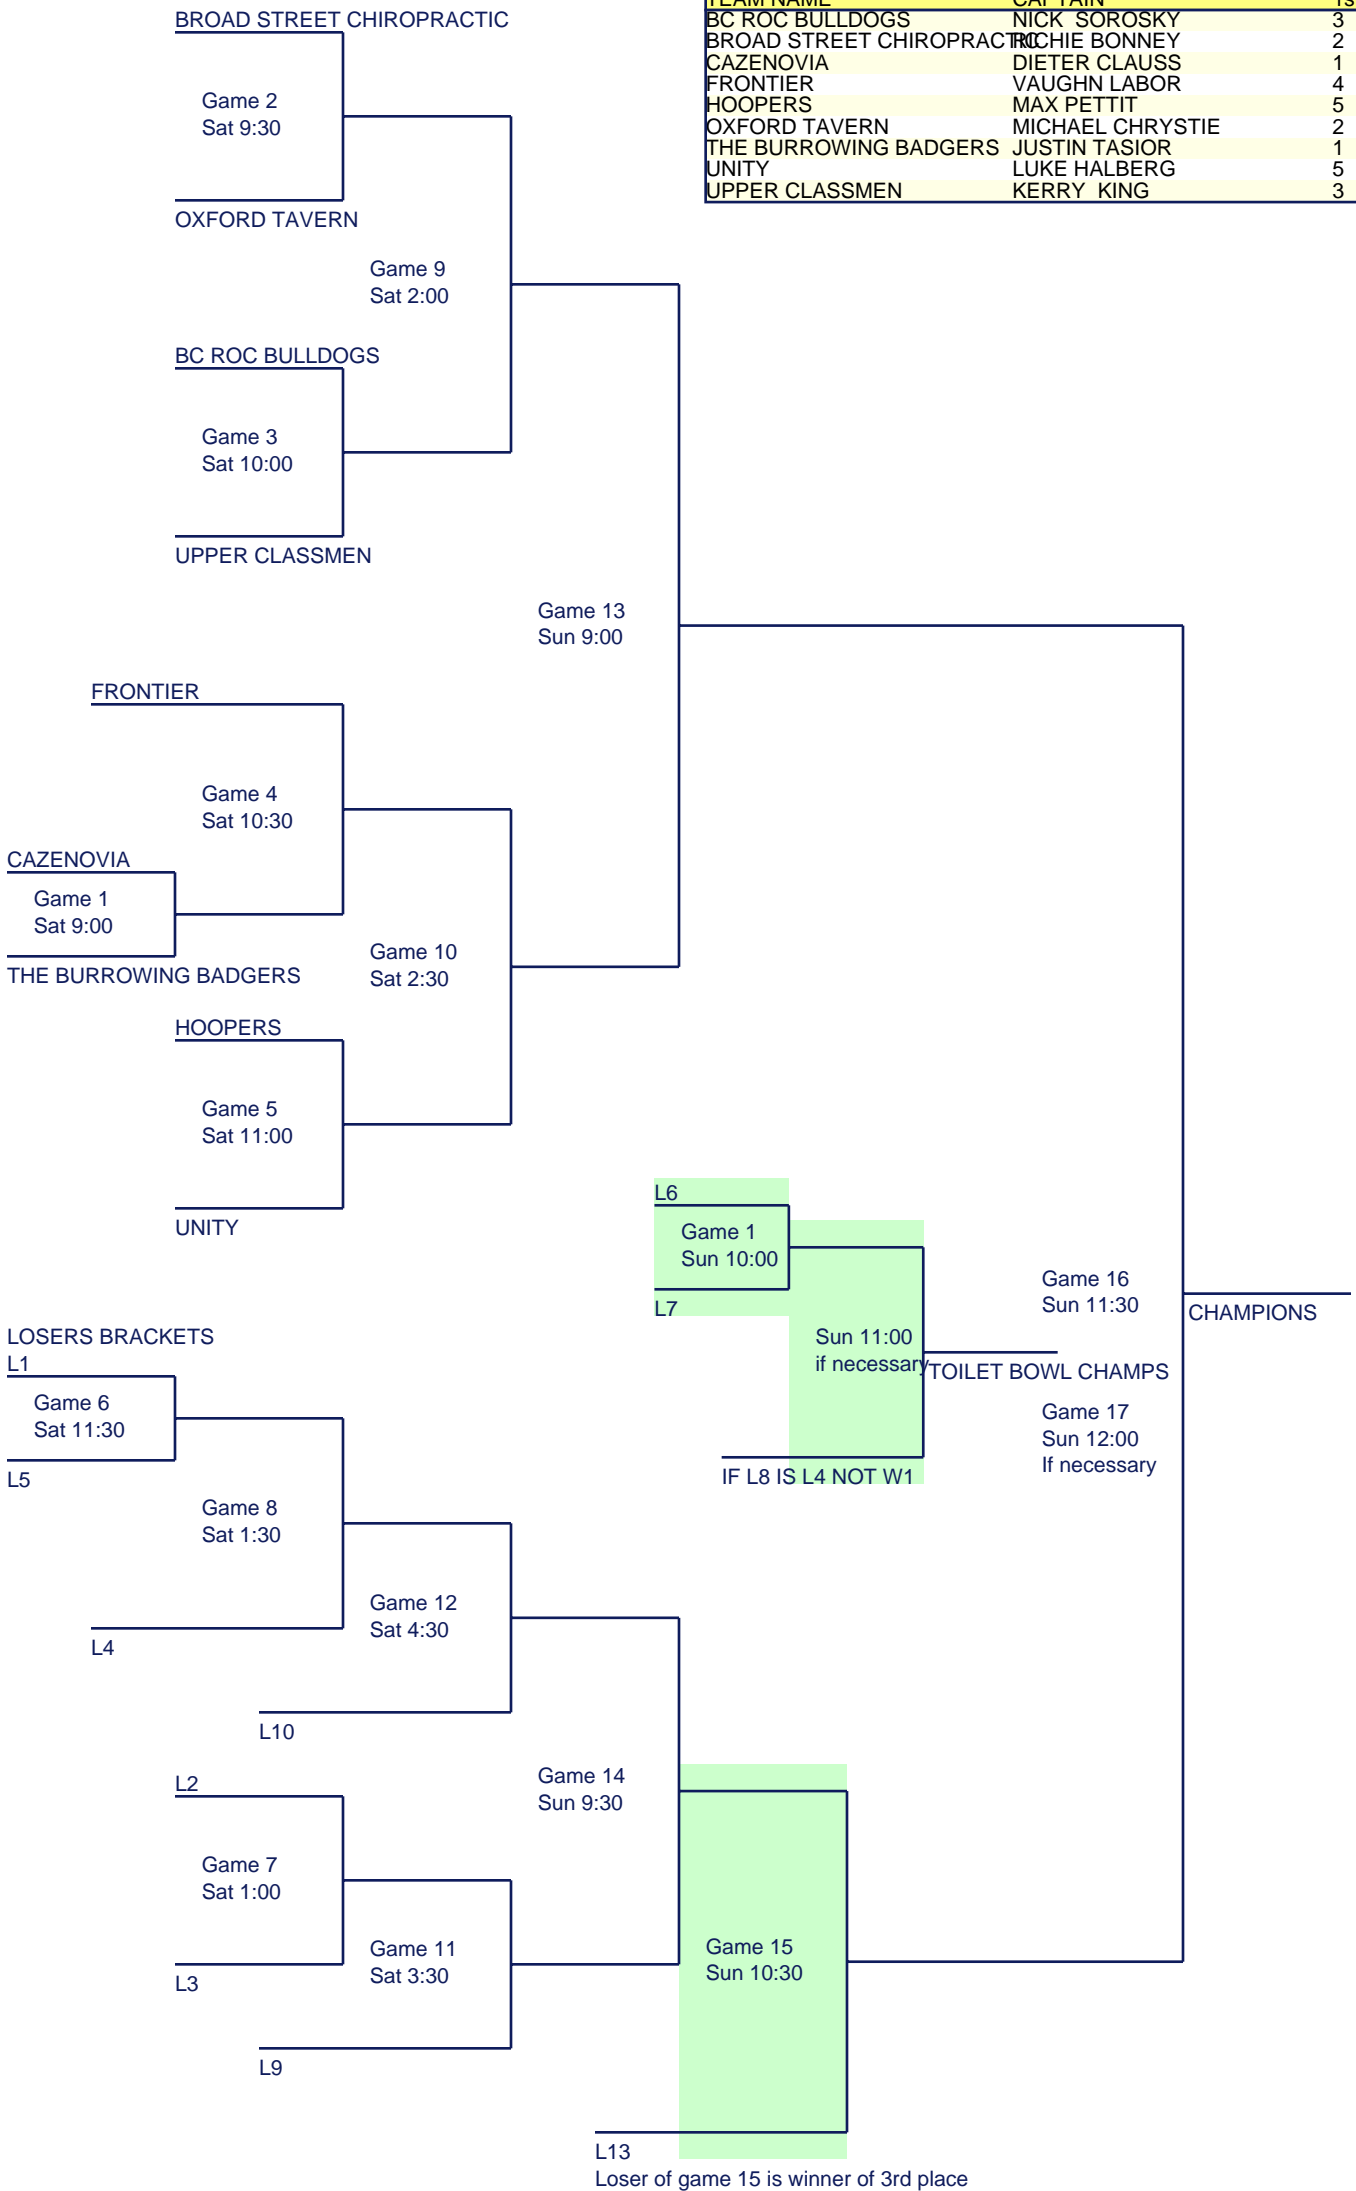 TEAM NAME CAPTAIN 1s
BC ROC BULLDOGS NICK  SOROSKY 3
BROAD STREET CHIROPRACTIC RICHIE BONNEY 2
CAZENOVIA DIETER CLAUSS 1
FRONTIER VAUGHN LABOR 4
HOOPERS MAX PETTIT 5
OXFORD TAVERN MICHAEL CHRYSTIE 2
THE BURROWING BADGERS JUSTIN TASIOR 1
UNITY LUKE HALBERG 5
UPPER CLASSMEN KERRY  KING 3
BROAD STREET CHIROPRACTIC
Game 2
Sat 9:30
OXFORD TAVERN
Game 9
Sat 2:00
BC ROC BULLDOGS
Game 3
Sat 10:00
UPPER CLASSMEN
Game 13
Sun 9:00
FRONTIER
Game 4
Sat 10:30
CAZENOVIA
Game 1
Sat 9:00
THE BURROWING BADGERS
Game 10
Sat 2:30
HOOPERS
Game 5
Sat 11:00
UNITY
L6
Game 1
Sun 10:00
L7
Sun 11:00
if necessary
TOILET BOWL CHAMPS
IF L8 IS L4 NOT W1
Game 16
Sun 11:30
CHAMPIONS
Game 17
Sun 12:00
If necessary
LOSERS BRACKETS
L1
Game 6
Sat 11:30
L5
Game 8
Sat 1:30
L4
Game 12
Sat 4:30
L10
Game 14
Sun 9:30
L2
Game 7
Sat 1:00
L3
Game 11
Sat 3:30
L9
Game 15
Sun 10:30
L13
Loser of game 15 is winner of 3rd place